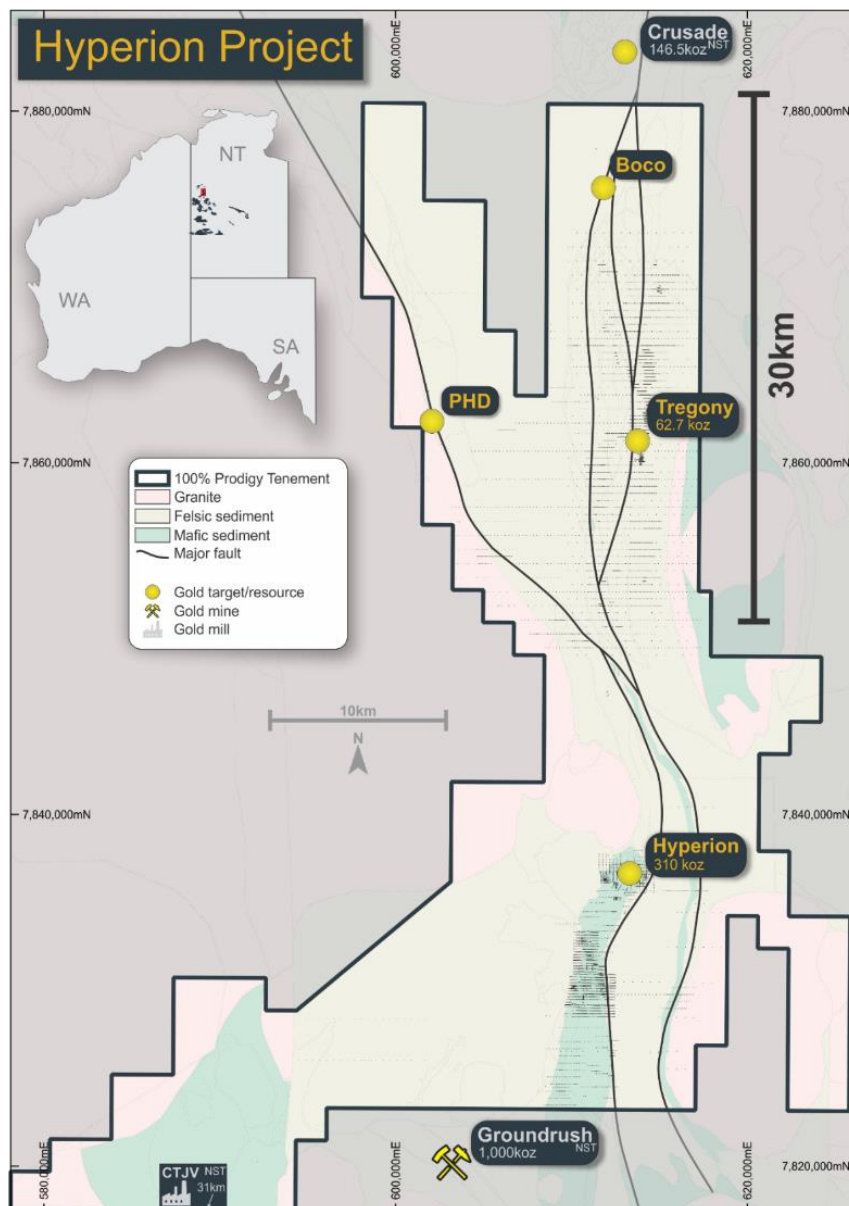 Hyperion Project
600,000mE
620,000mE
Crusade
146.5koz NST
7,880,000mN
7,880,000mN
NT
WA
SA
Boco
30km
PHD
Tregony
62.7 koz
7,860,000mN
7,860,000mN
100% Prodigy Tenement
Granite
Felsic sediment
Mafic sediment
Major fault
Gold target/resource
Gold mine
Gold mill
10km
N
7,840,000mN
7,840,000mN
Hyperion
310 koz
Groundrush
1,000koz NST
CTJV NST
31km
7,820,000mN
580,000mE
600,000mE
620,000mE